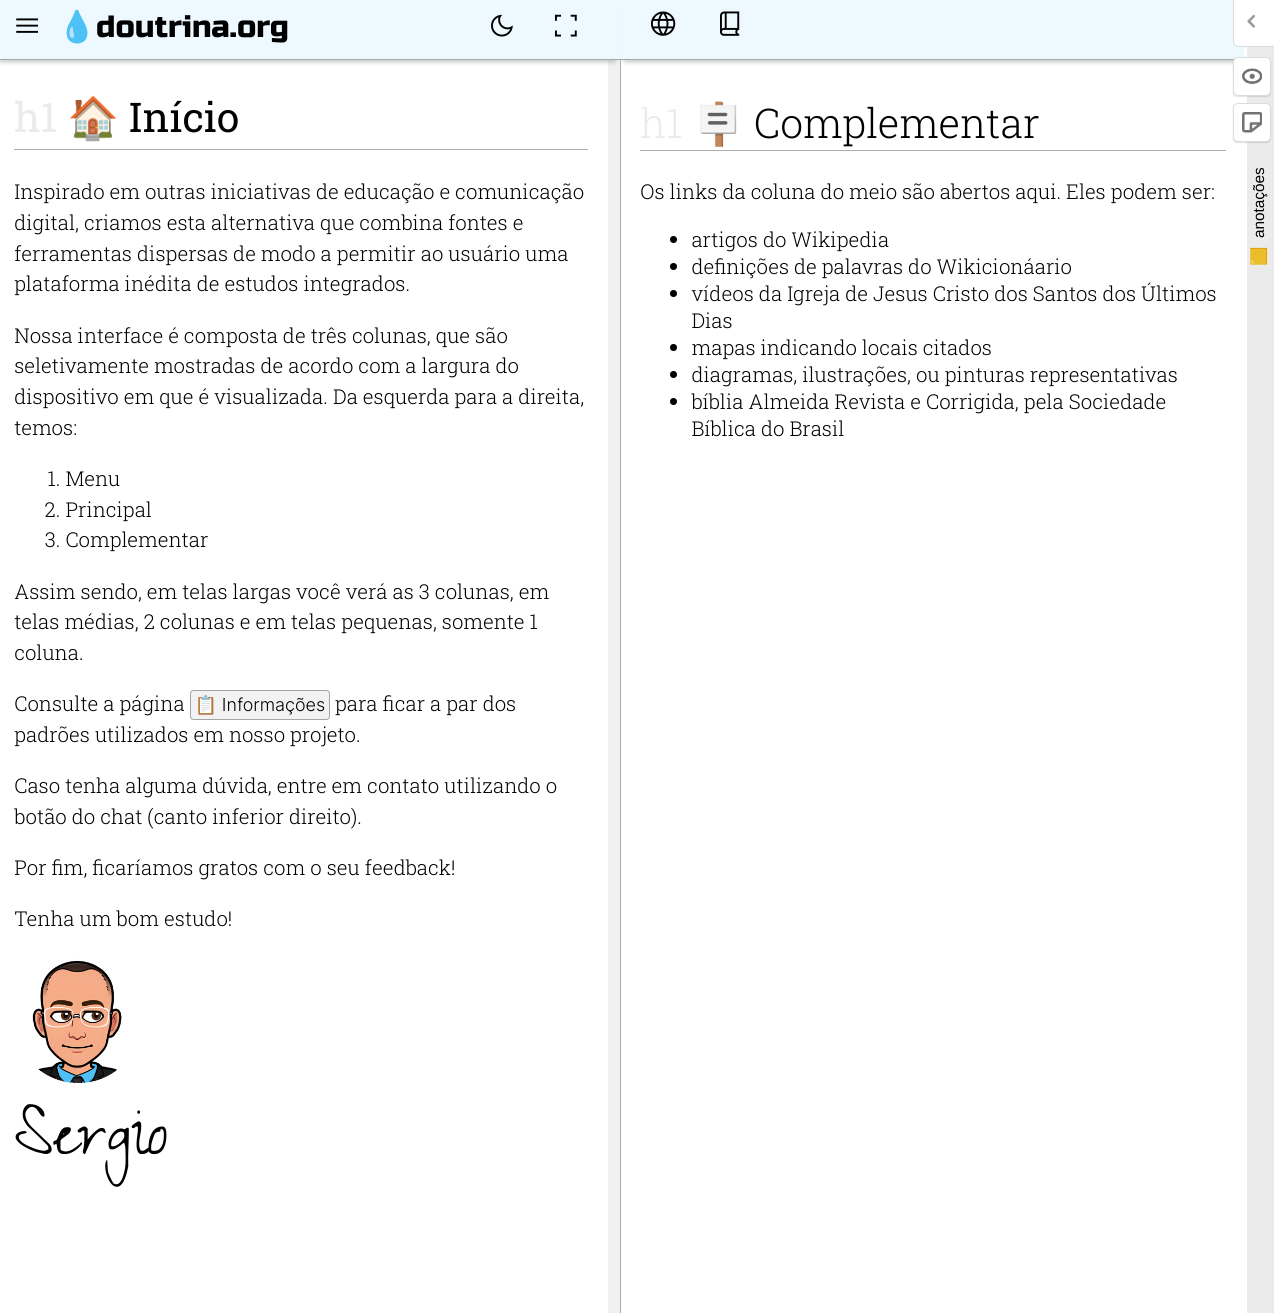 doutrina.org
h1 🏠 Início
Inspirado em outras iniciativas de educação e comunicação
digital, criamos esta alternativa que combina fontes e
ferramentas dispersas de modo a permitir ao usuário uma
plataforma inédita de estudos integrados.
Nossa interface é composta de três colunas, que são
seletivamente mostradas de acordo com a largura do
dispositivo em que é visualizada. Da esquerda para a direita,
temos:
1. Menu
2. Principal
3. Complementar
Assim sendo, em telas largas você verá as 3 colunas, em
telas médias, 2 colunas e em telas pequenas, somente 1
coluna.
Consulte a página 📋 Informações para ficar a par dos
padrões utilizados em nosso projeto.
Caso tenha alguma dúvida, entre em contato utilizando o
botão do chat (canto inferior direito).
Por fim, ficaríamos gratos com o seu feedback!
Tenha um bom estudo!
Sergio
h1 🪧 Complementar
Os links da coluna do meio são abertos aqui. Eles podem ser:
• artigos do Wikipedia
• definições de palavras do Wikicionáario
• vídeos da Igreja de Jesus Cristo dos Santos dos Últimos
Dias
• mapas indicando locais citados
• diagramas, ilustrações, ou pinturas representativas
• bíblia Almeida Revista e Corrigida, pela Sociedade
Bíblica do Brasil
anotações